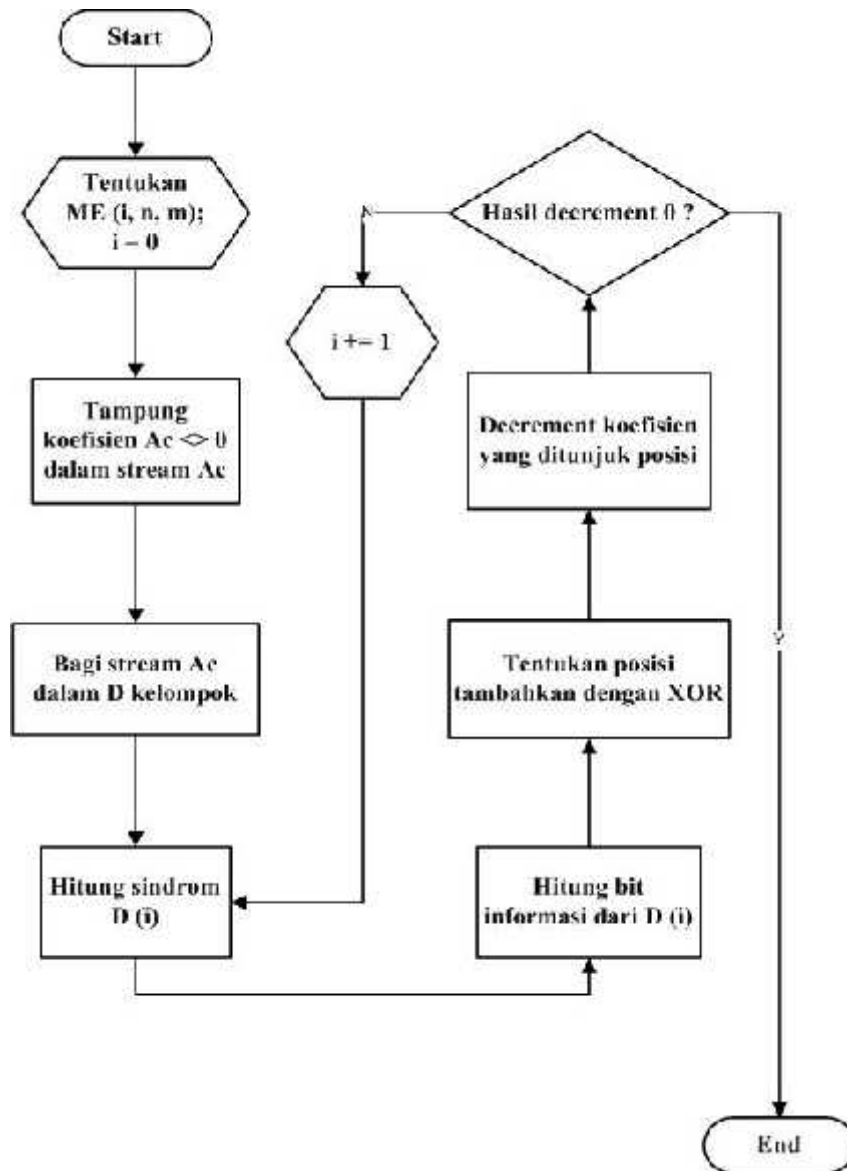 Start
Tentukan
ME (i, n, m);
i = 0
Tampung
koefisien Ac <> 0
dalam stream Ac
Bagi stream Ac
dalam D kelompok
Hitung sindrom
D (i)
Hitung bit
informasi dari D (i)
Tentukan posisi
tambahkan dengan XOR
Decrement koefisien
yang ditunjuk posisi
Hasil decrement 0 ?
N
i += 1
Y
End